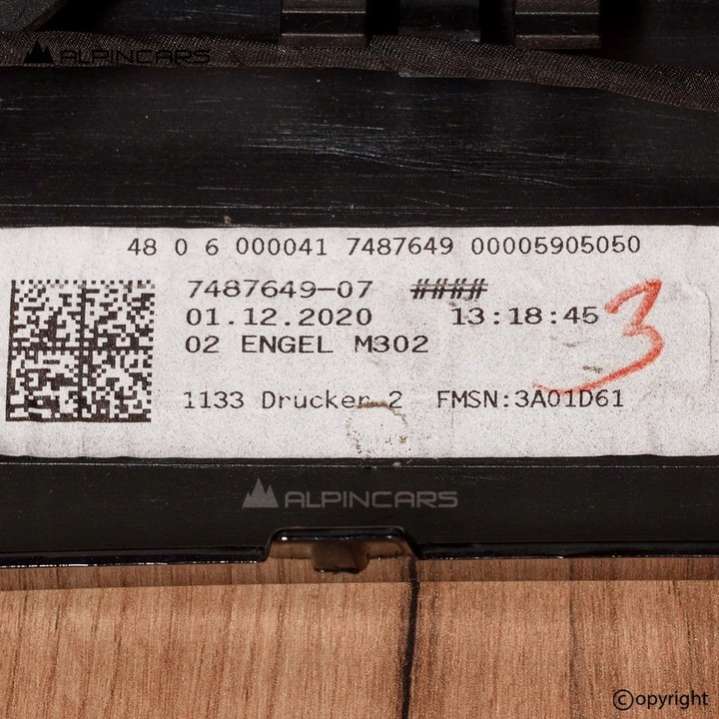 ALPINCARS
48 0 6 000041 7487649 00005905050
7487649-07 ####
01.12.2020 13:18:45
3
02 ENGEL M302
1133 Drucker 2 FMSN:3A01D61
ALPINCARS
©opyright